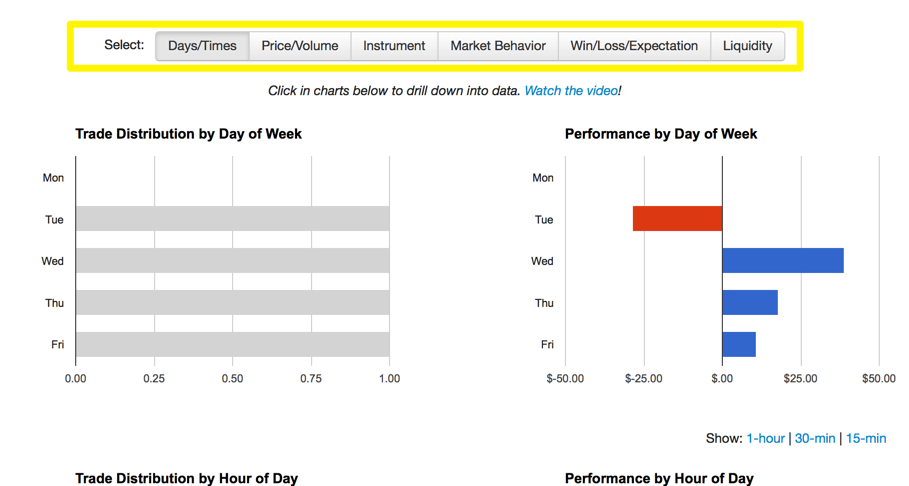 Select: Days/Times Price/Volume Instrument Market Behavior Win/Loss/Expectation Liquidity
Click in charts below to drill down into data. Watch the video!
Trade Distribution by Day of Week
Mon
Tue
Wed
Thu
Fri
0.00 0.25 0.50 0.75 1.00
Performance by Day of Week
Mon
Tue
Wed
Thu
Fri
$-50.00 $-25.00 $.00 $25.00 $50.00
Show: 1-hour | 30-min | 15-min
Trade Distribution by Hour of Day
Performance by Hour of Day